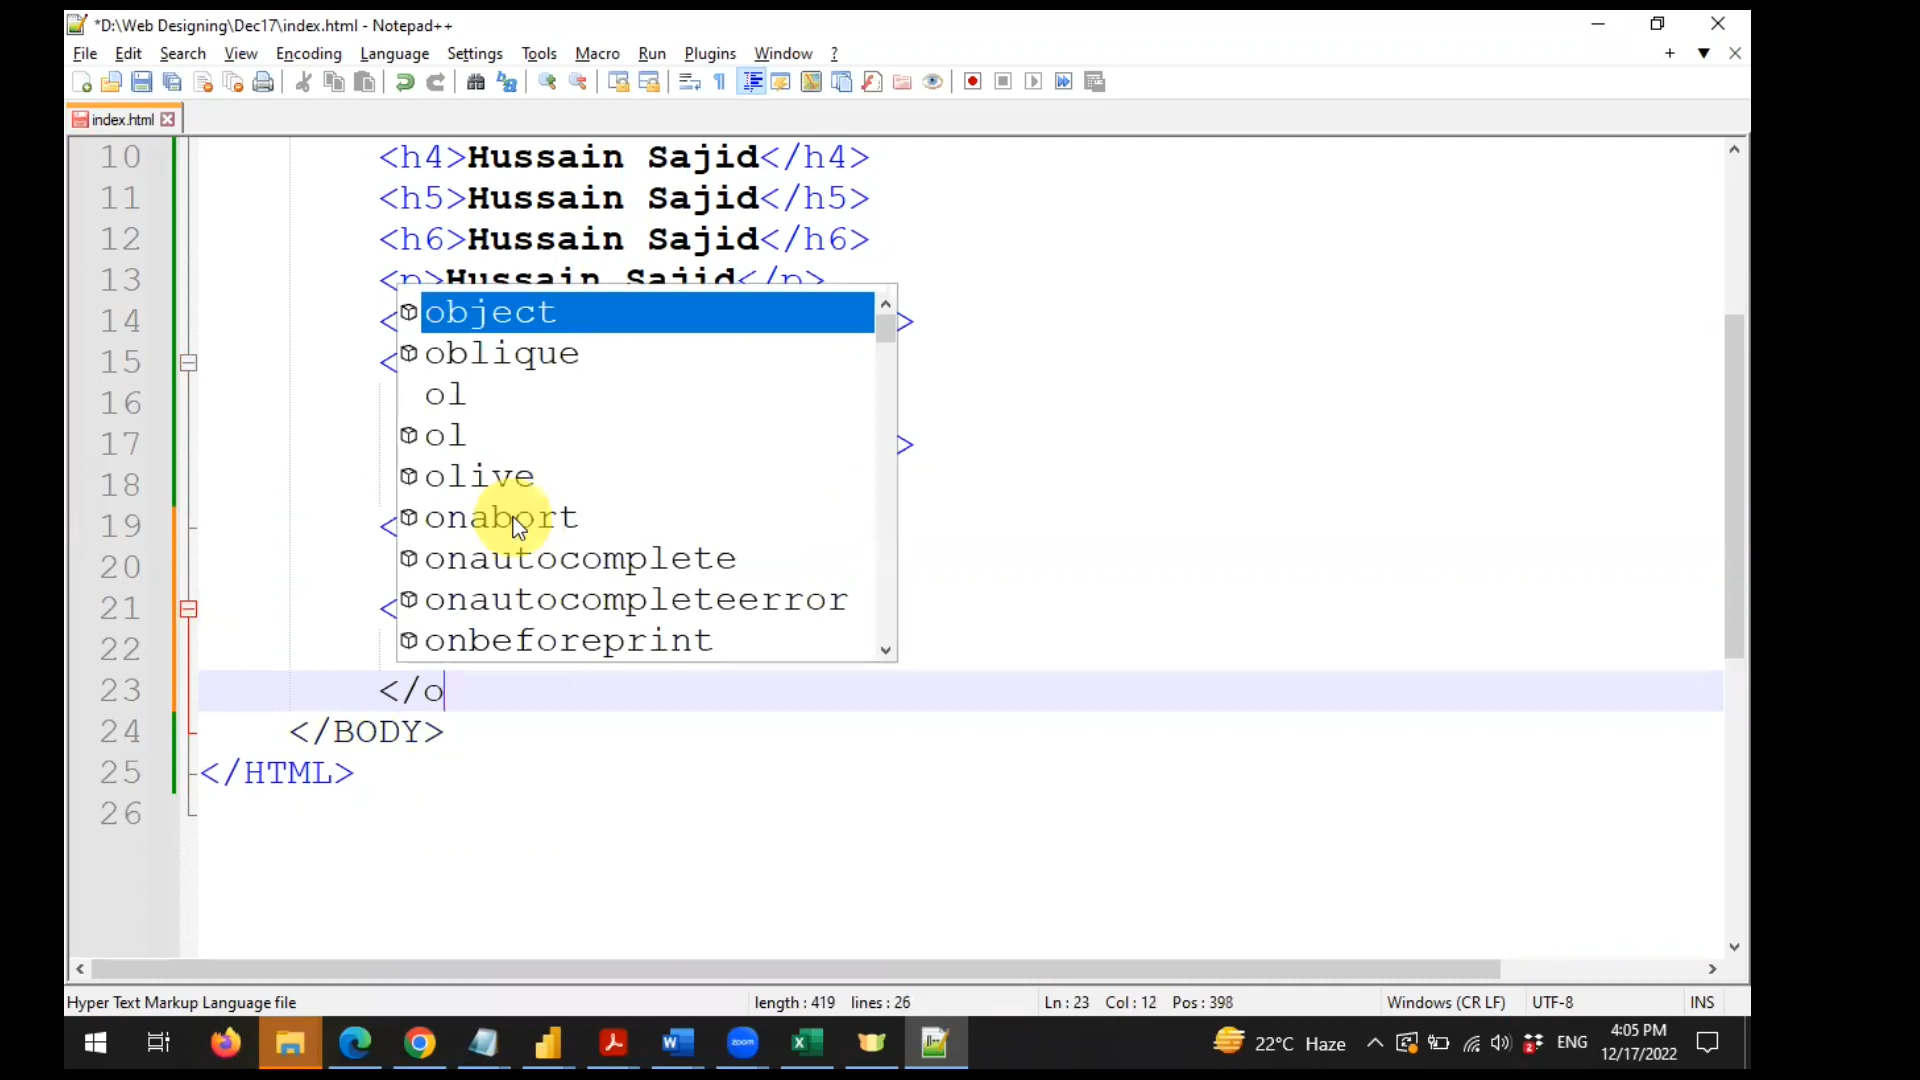 *D:\Web Designing\Dec17\index.html - Notepad++
File Edit Search View Encoding Language Settings Tools Macro Run Plugins Window ?
index.html
10 <h4>Hussain Sajid</h4>
11 <h5>Hussain Sajid</h5>
12 <h6>Hussain Sajid</h6>
13 <p>Hussain Sajid</p>
14 < >
15 <
16
17 >
18
19 <
20
21 <
22
23 </o
24 </BODY>
25 </HTML>
26
object
oblique
ol
ol
olive
onabort
onautocomplete
onautocompleteerror
onbeforeprint
Hyper Text Markup Language file length : 419 lines : 26 Ln : 23 Col : 12 Pos : 398 Windows (CR LF) UTF-8 INS
zoom 22°C Haze ENG 4:05 PM
12/17/2022